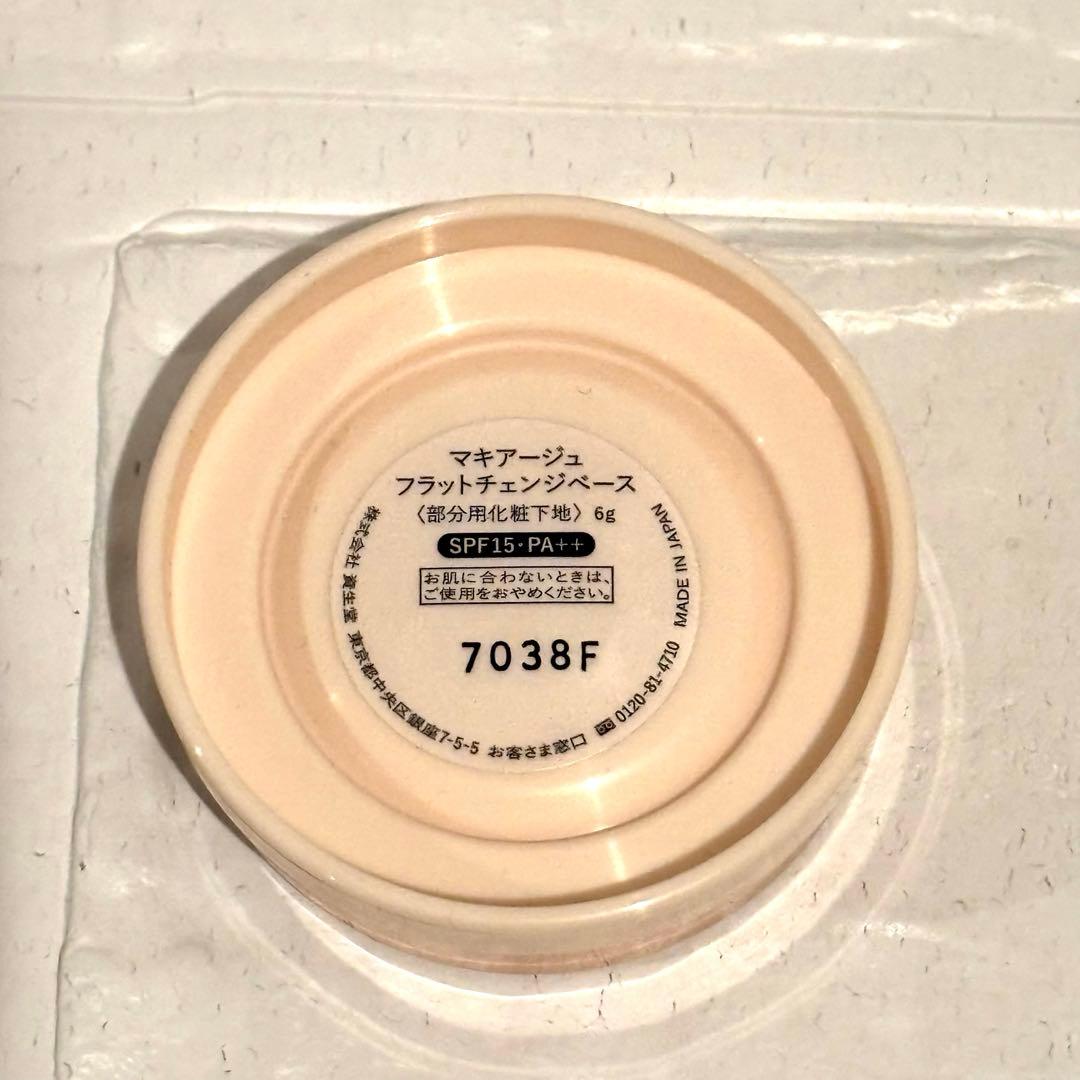 マキアージュ
フラットチェンジベース
〈部分用化粧下地〉6g
SPF15・PA++
お肌に合わないときは、
ご使用をおやめください。
7038F
株式会社 資生堂 東京都中央区銀座7-5-5 お客さま窓口 0120-81-4710 MADE IN JAPAN